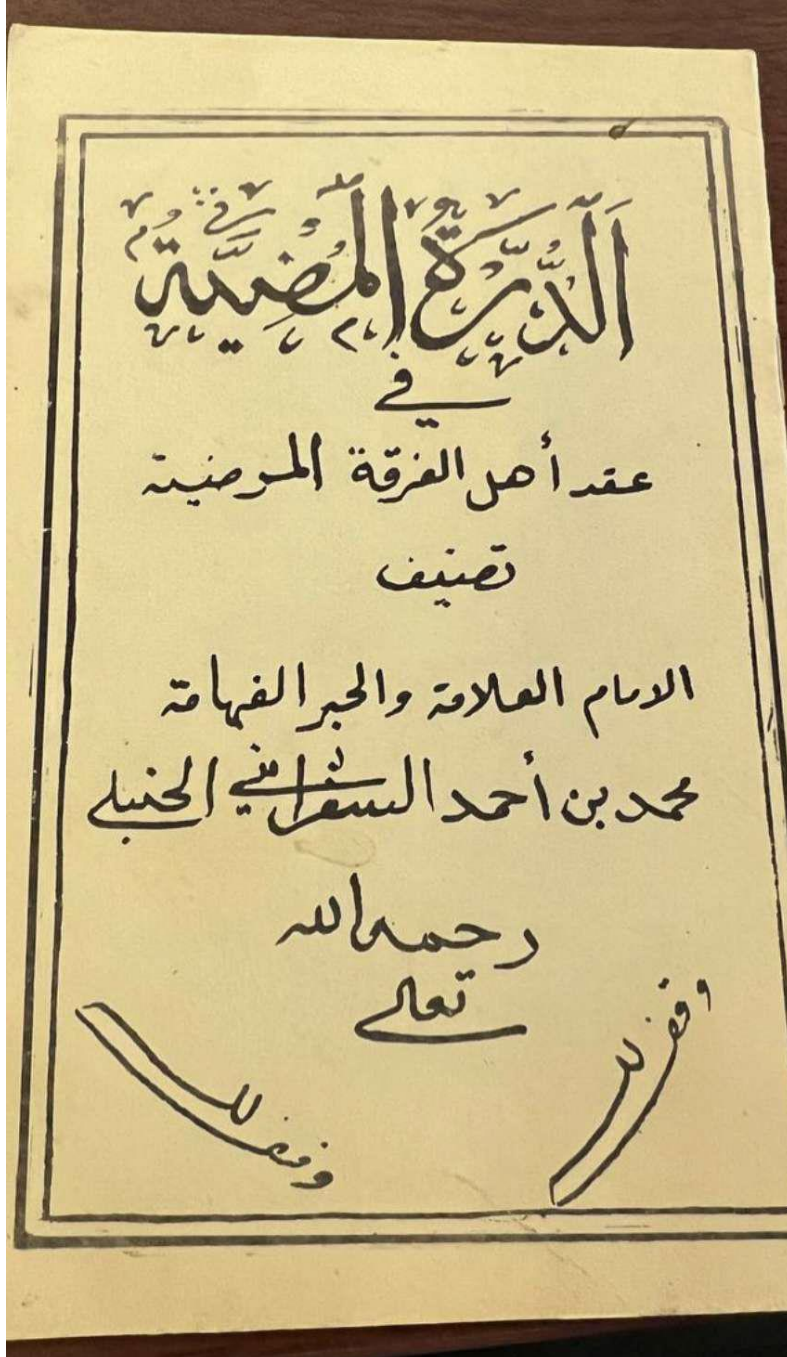 اَلدُّرَّةُ المُضِيَّة
في
عقد أهل الفرقة المرضية
تصنيف
الامام العلامة والحبر الفهامة
محمد بن أحمد السفاريني الحنبلي
رحمه الله
تعالى
وقف لله
وقف لله